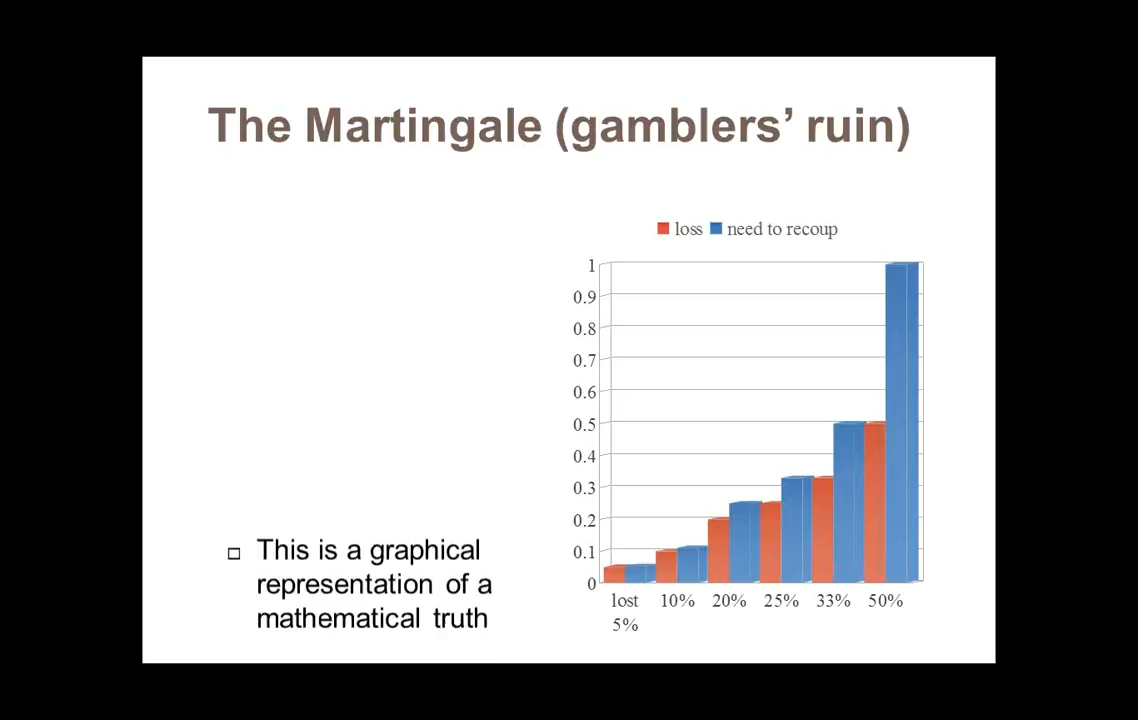 The Martingale (gamblers’ ruin)
loss need to recoup
1
0.9
0.8
0.7
0.6
0.5
0.4
0.3
0.2
0.1
0
lost 10% 20% 25% 33% 50%
5%
This is a graphical
representation of a
mathematical truth